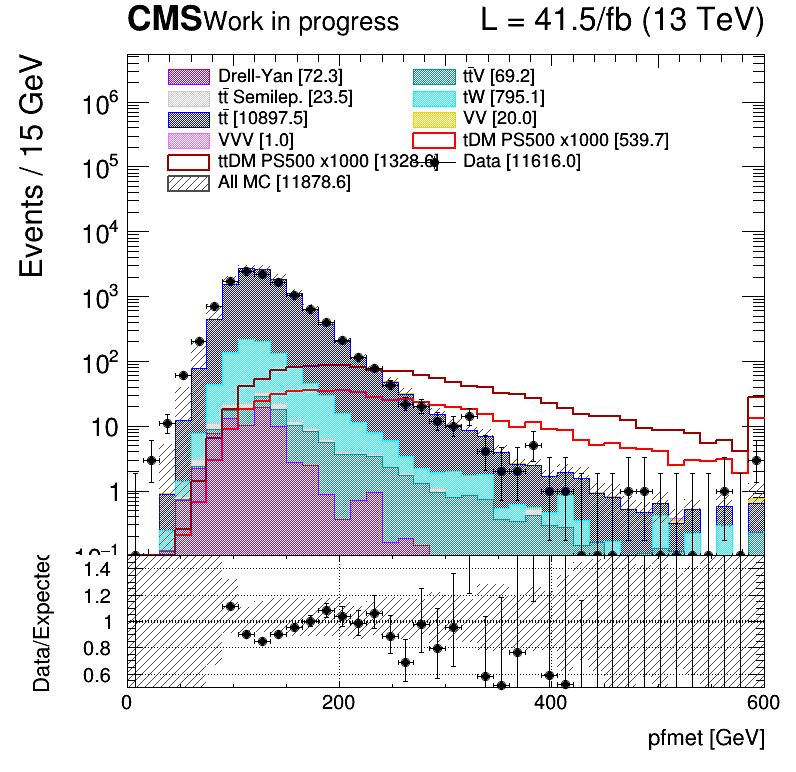 CMS Work in progress L = 41.5/fb (13 TeV)
Events / 15 GeV
Drell-Yan [72.3] tt̄V [69.2]
tt̄ Semilep. [23.5] tW [795.1]
tt̄ [10897.5] VV [20.0]
VVV [1.0] tDM PS500 x1000 [539.7]
ttDM PS500 x1000 [1328.6] Data [11616.0]
All MC [11878.6]
10⁶
10⁵
10⁴
10³
10²
10
1
10⁻¹
Data/Expected
1.4
1.2
1
0.8
0.6
0 200 400 600
pfmet [GeV]